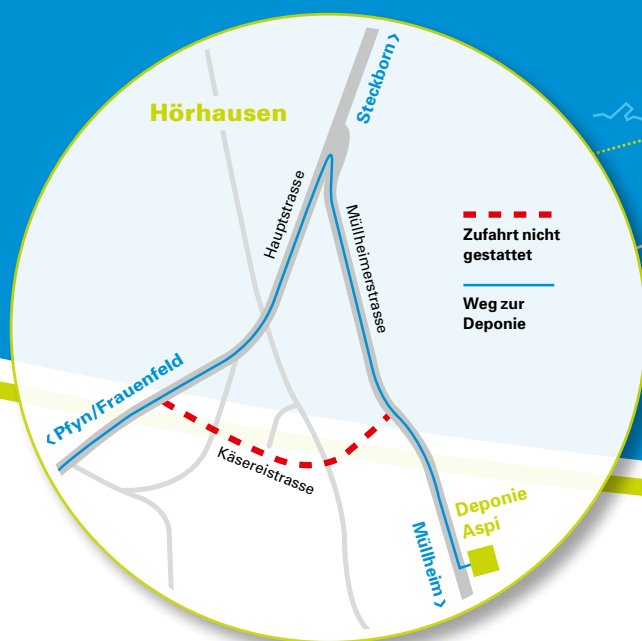 Hörhausen
Steckborn >
Hauptstrasse
Müllheimerstrasse
Zufahrt nicht
gestattet
Weg zur
Deponie
< Pfyn/Frauenfeld
Käsereistrasse
Deponie
Aspi
Müllheim >